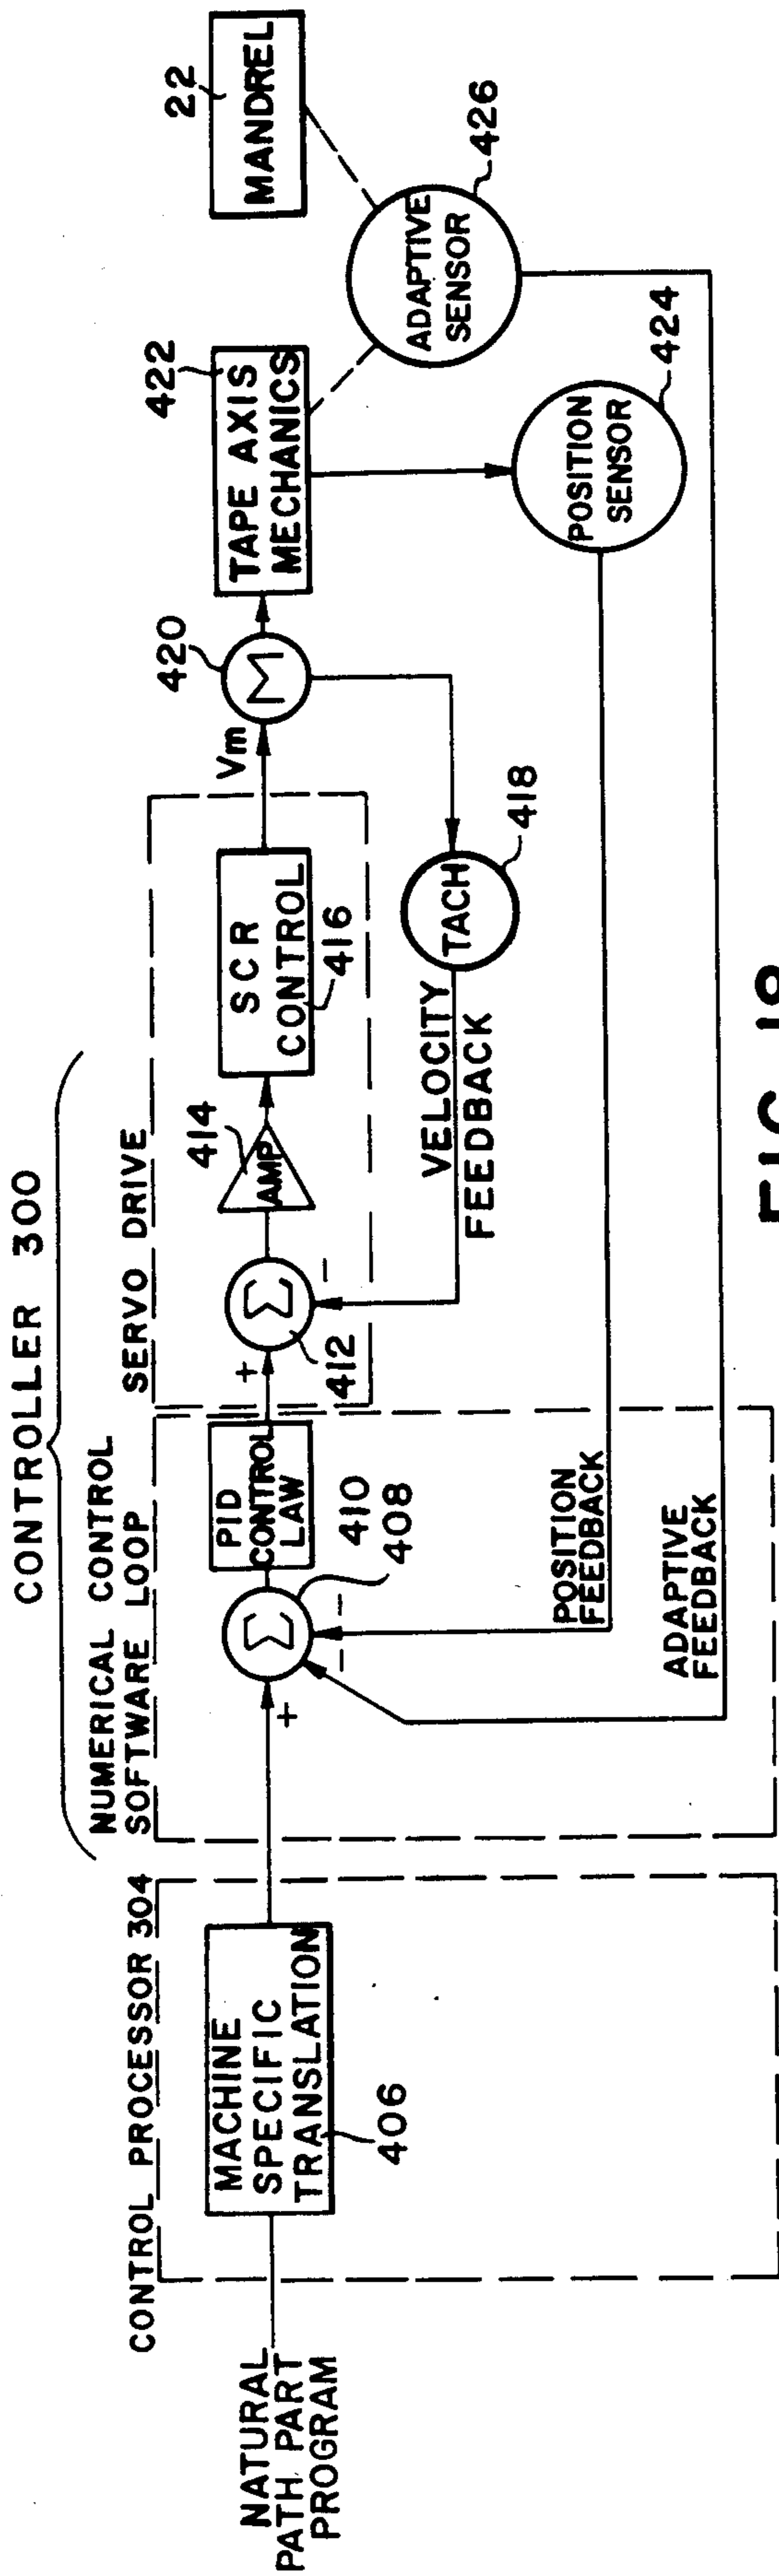 CONTROLLER 300
NUMERICAL CONTROL
SOFTWARE LOOP
SERVO DRIVE
CONTROL PROCESSOR 304
NATURAL
PATH PART
PROGRAM
MACHINE
SPECIFIC
TRANSLATION
406
+
Σ
—
—
408
PID
CONTROL
LAW
410
+
Σ
—
412
AMP
414
SCR
CONTROL
416
Vm
M
420
TAPE AXIS
MECHANICS
422
MANDREL
22
ADAPTIVE
SENSOR
426
POSITION
SENSOR
424
TACH
418
VELOCITY
FEEDBACK
POSITION
FEEDBACK
ADAPTIVE
FEEDBACK